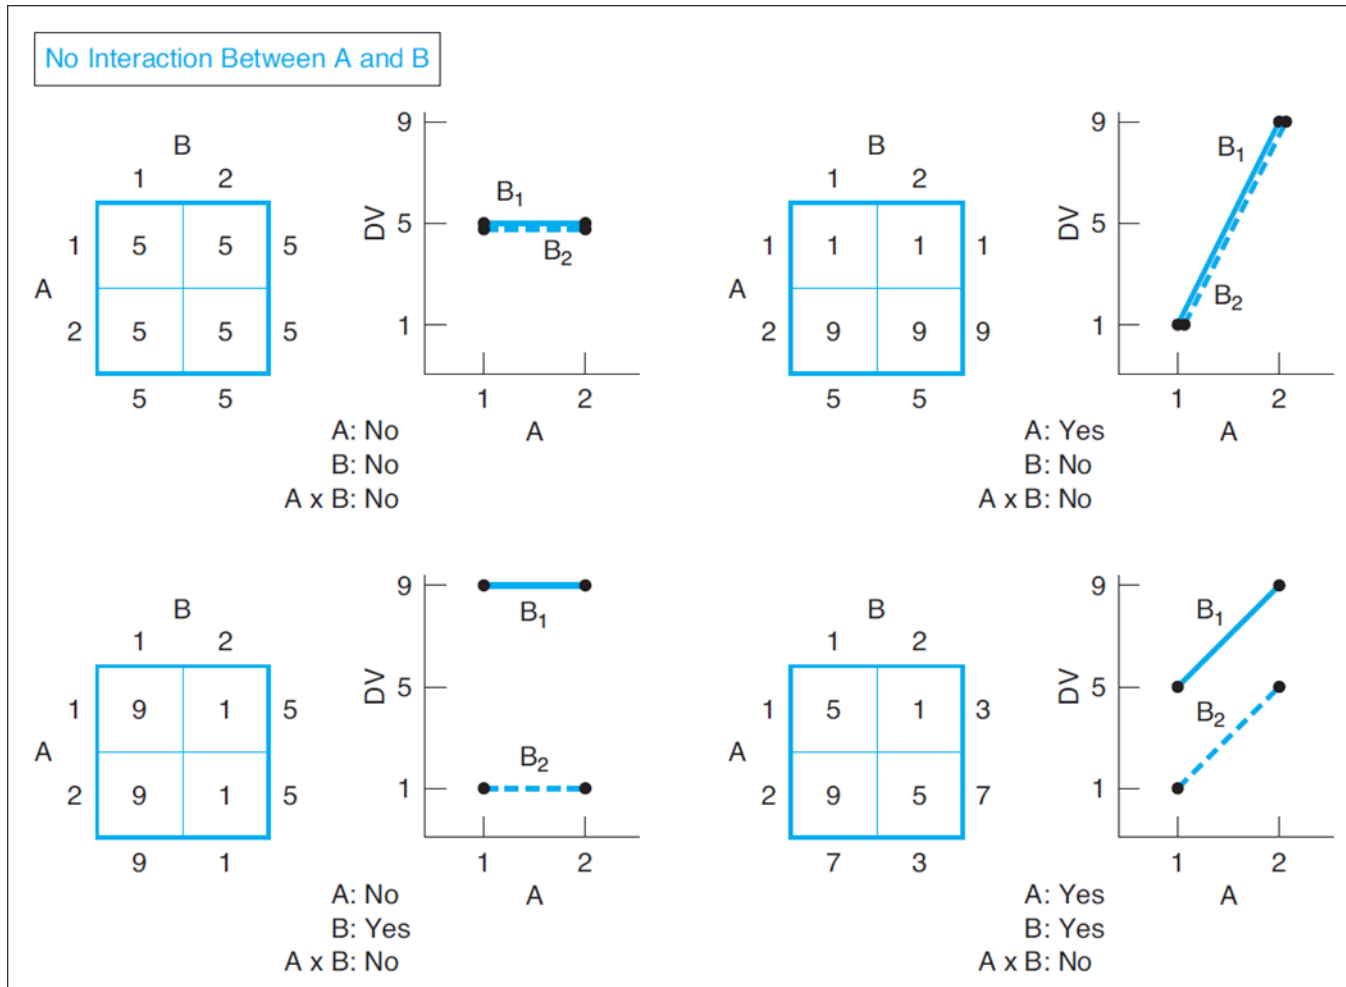 No Interaction Between A and B
B
1 2
1 5 5 5
A
2 5 5 5
5 5
9
DV 5
1
B1
B2
1 2
A
A: No
B: No
A x B: No
B
1 2
1 1 1 1
A
2 9 9 9
5 5
9
DV 5
1
B1
B2
1 2
A
A: Yes
B: No
A x B: No
B
1 2
1 9 1 5
A
2 9 1 5
9 1
9
DV 5
1
B1
B2
1 2
A
A: No
B: Yes
A x B: No
B
1 2
1 5 1 3
A
2 9 5 7
7 3
9
DV 5
1
B1
B2
1 2
A
A: Yes
B: Yes
A x B: No